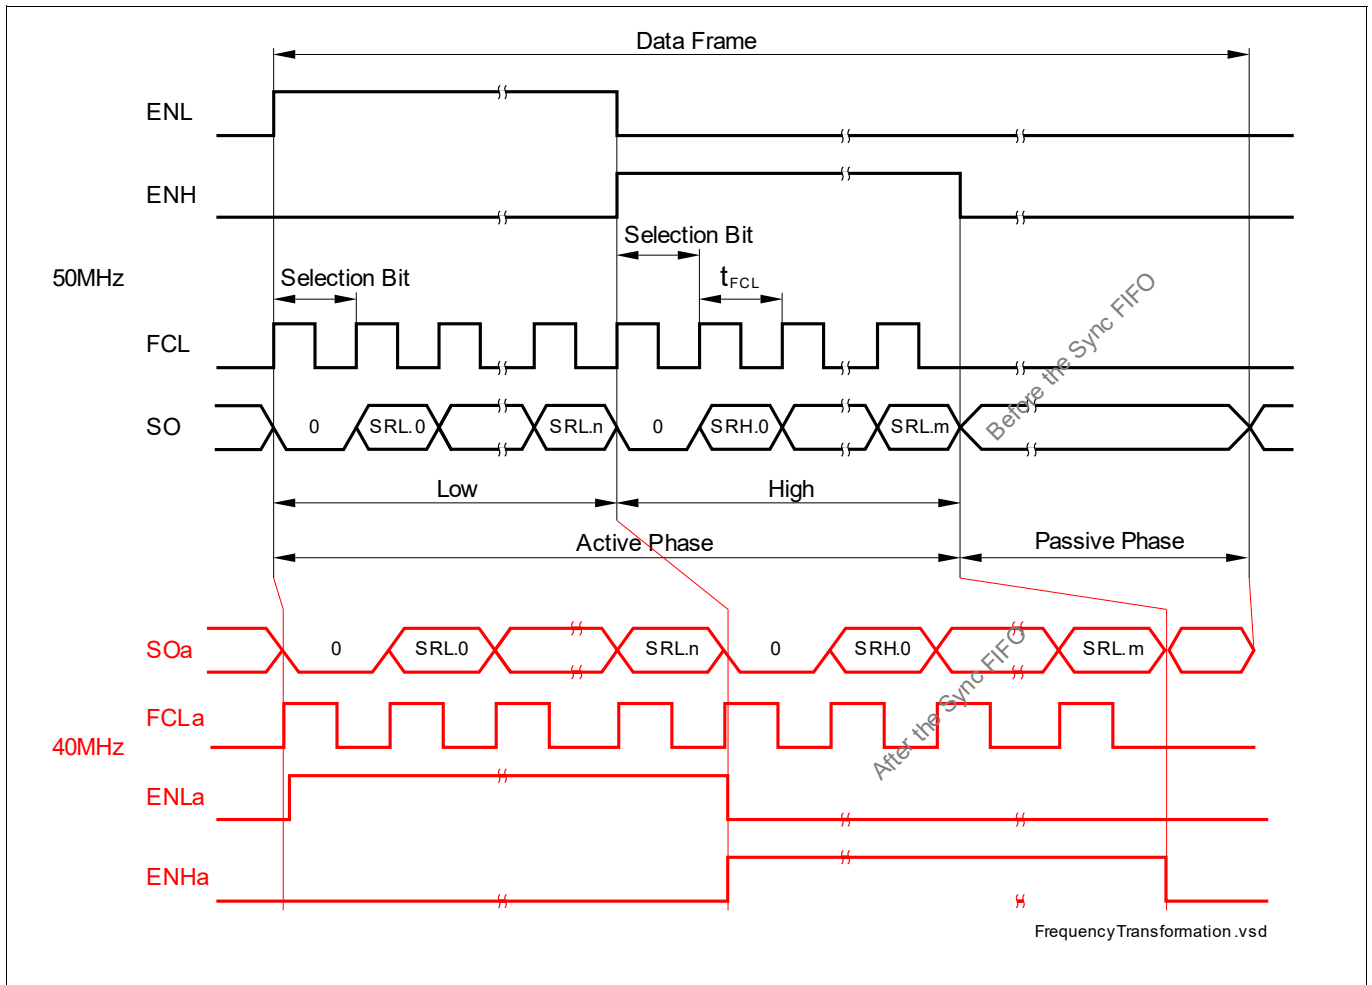 Data Frame
ENL
ENH
Selection Bit
50MHz
Selection Bit
tFCL
FCL
Before the Sync FIFO
SO
0
SRL.0
SRL.n
0
SRH.0
SRL.m
Low
High
Active Phase
Passive Phase
SOa
0
SRL.0
SRL.n
0
SRH.0
SRL.m
After the Sync FIFO
FCLa
40MHz
ENLa
ENHa
FrequencyTransformation.vsd